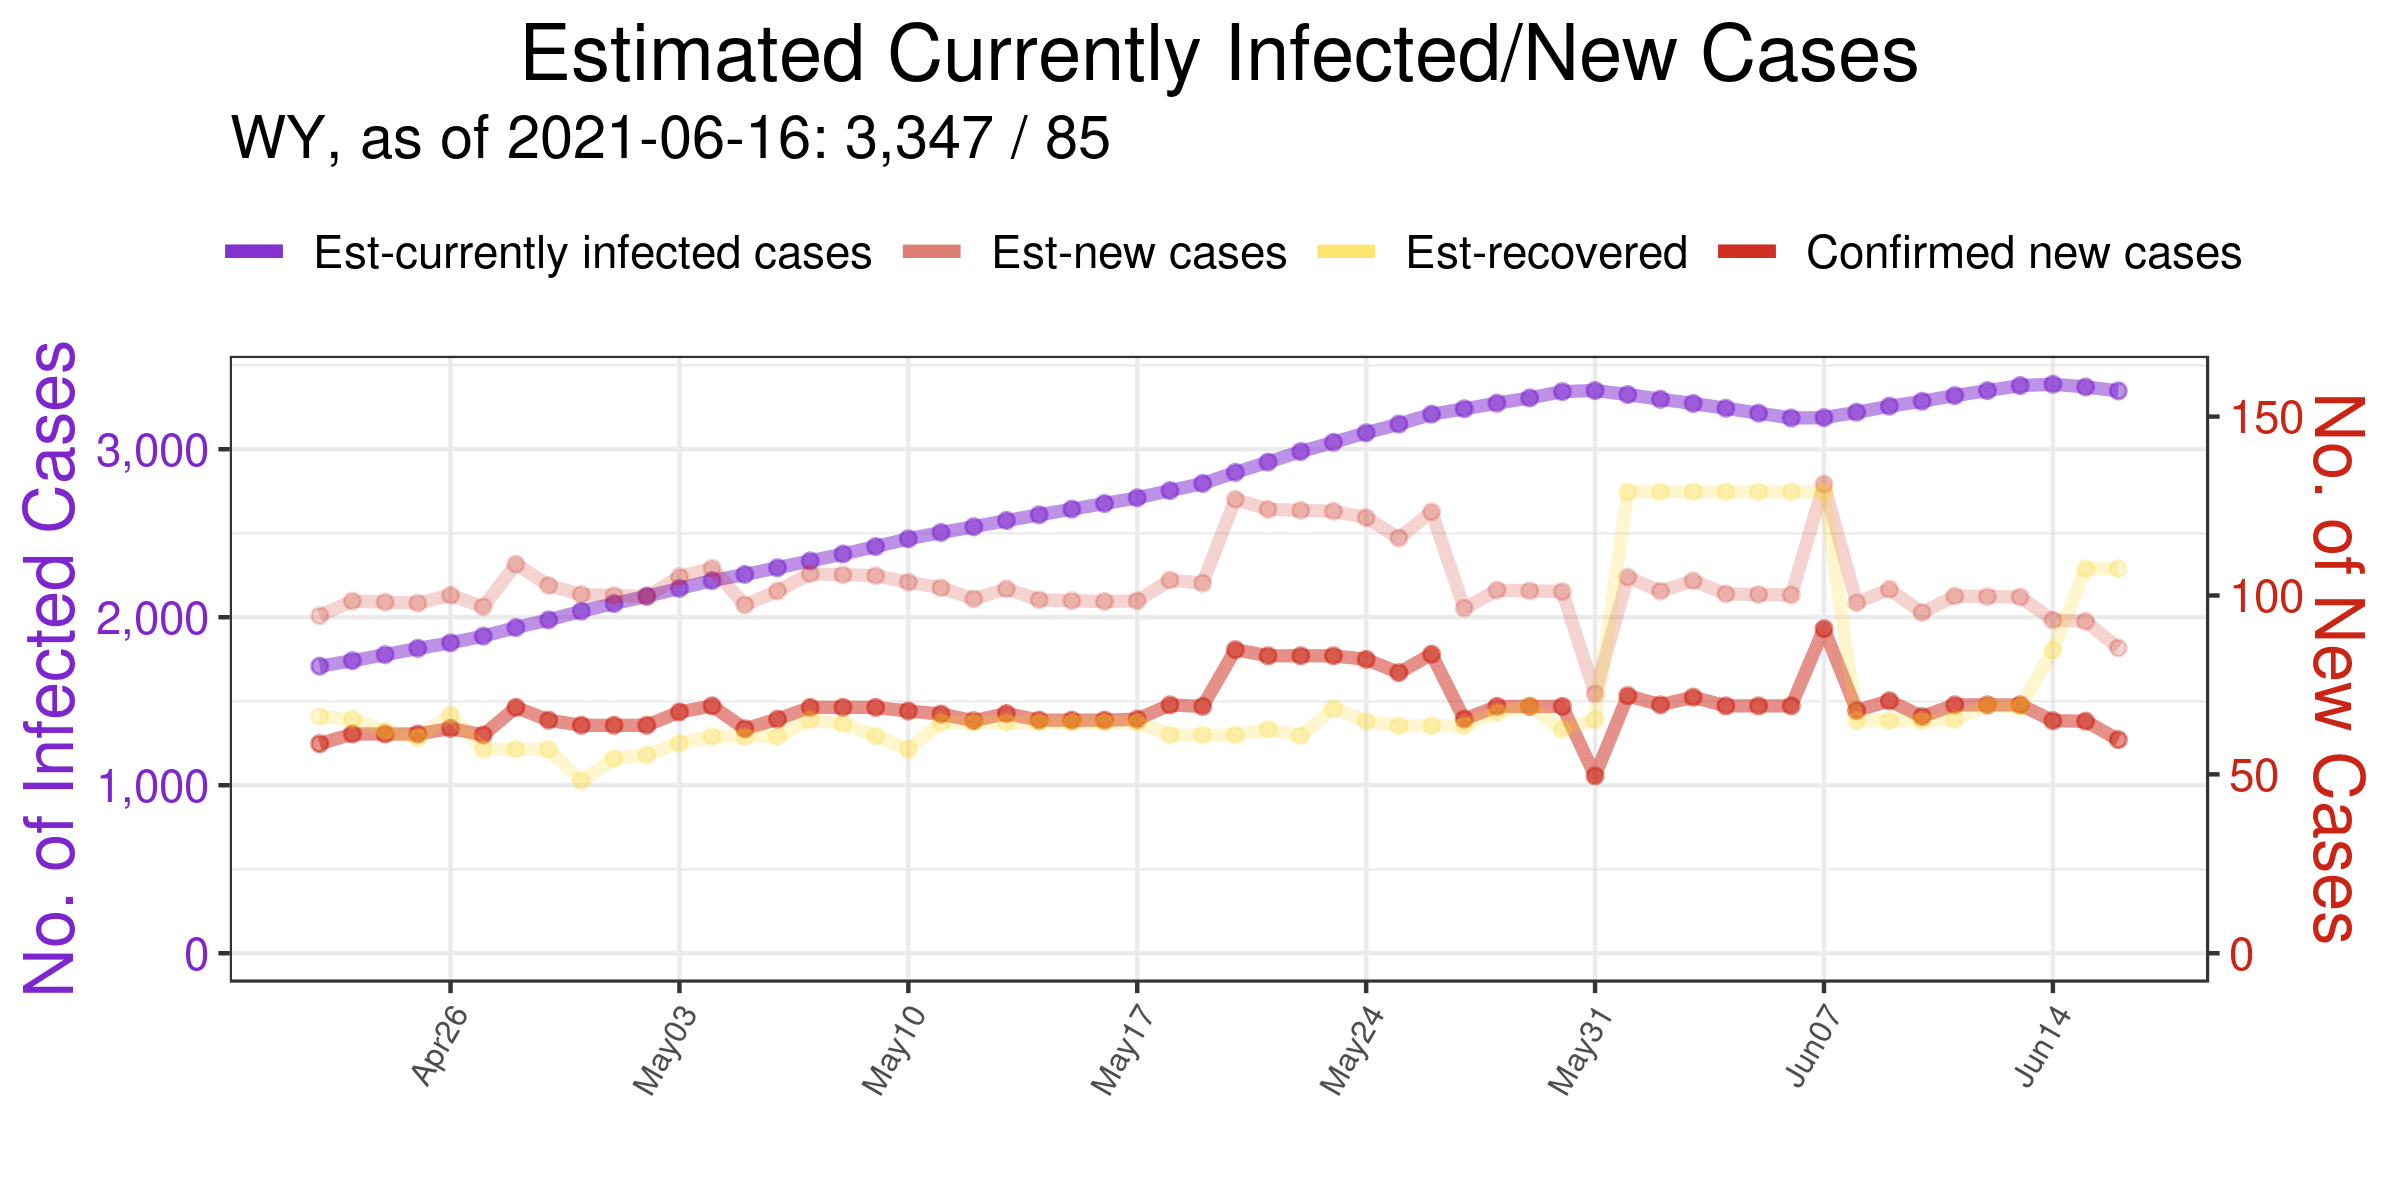 Estimated Currently Infected/New Cases
WY, as of 2021-06-16: 3,347 / 85
Est-currently infected cases
Est-new cases
Est-recovered
Confirmed new cases
No. of Infected Cases
3,000
2,000
1,000
0
150
100
50
0
No. of New Cases
Apr26
May03
May10
May17
May24
May31
Jun07
Jun14